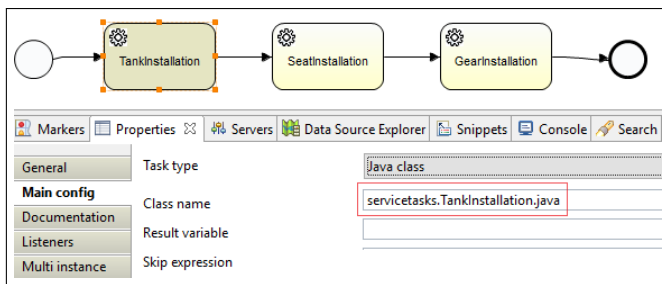 TankInstallation SeatInstallation GearInstallation
Markers Properties Servers Data Source Explorer Snippets Console Search
General Task type Java class
Main config
Class name servicetasks.TankInstallation.java
Documentation
Result variable
Listeners
Multi instance Skip expression